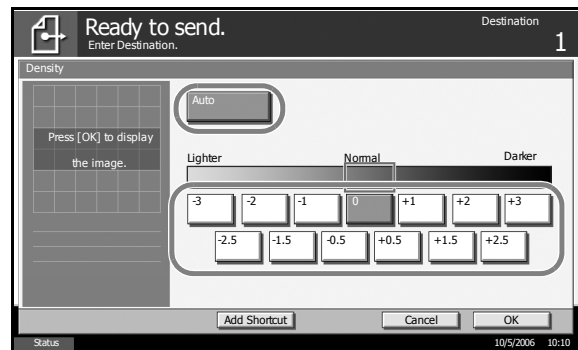 Ready to send.
Destination
Enter Destination.
1
Density
Auto
Press [OK] to display
the image.
Lighter
Normal
Darker
-3
-2
-1
0
+1
+2
+3
-2.5
-1.5
-0.5
+0.5
+1.5
+2.5
Add Shortcut
Cancel
OK
Status
10/5/2006 10:10